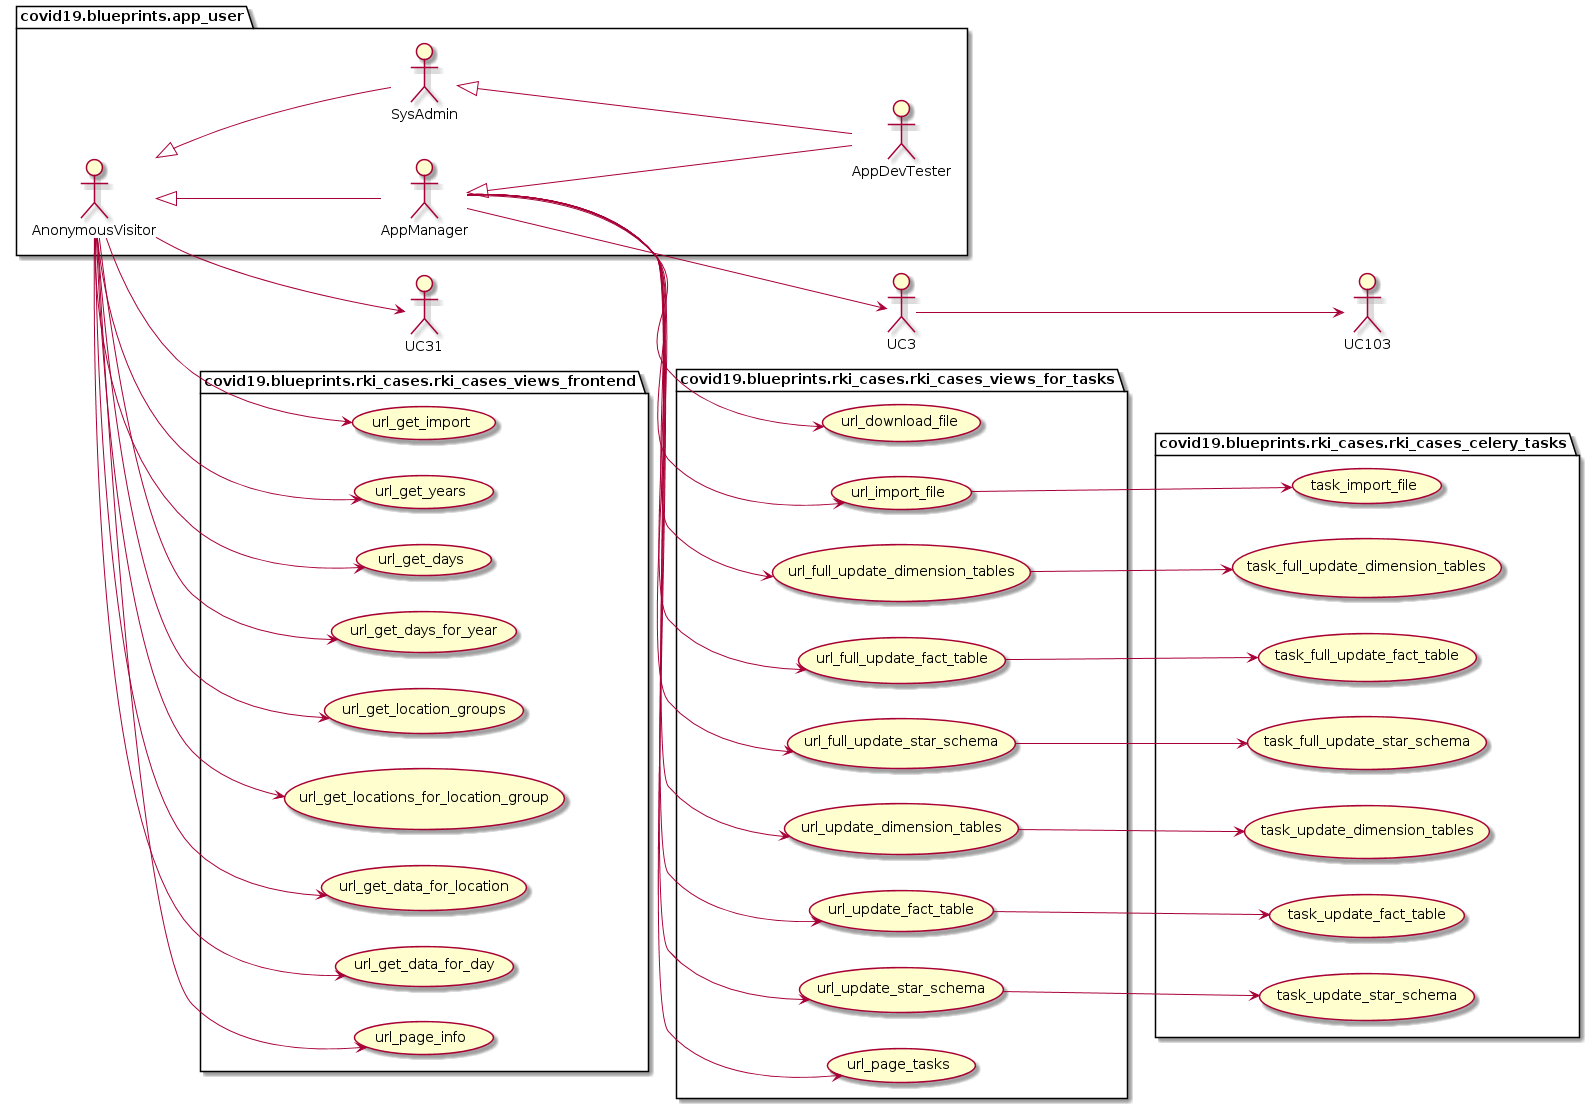 covid19.blueprints.app_user
SysAdmin
AppDevTester
AnonymousVisitor
AppManager
UC31
UC3
UC103
covid19.blueprints.rki_cases.rki_cases_views_frontend
url_get_import
url_get_years
url_get_days
url_get_days_for_year
url_get_location_groups
url_get_locations_for_location_group
url_get_data_for_location
url_get_data_for_day
url_page_info
covid19.blueprints.rki_cases.rki_cases_views_for_tasks
url_download_file
url_import_file
url_full_update_dimension_tables
url_full_update_fact_table
url_full_update_star_schema
url_update_dimension_tables
url_update_fact_table
url_update_star_schema
url_page_tasks
covid19.blueprints.rki_cases.rki_cases_celery_tasks
task_import_file
task_full_update_dimension_tables
task_full_update_fact_table
task_full_update_star_schema
task_update_dimension_tables
task_update_fact_table
task_update_star_schema